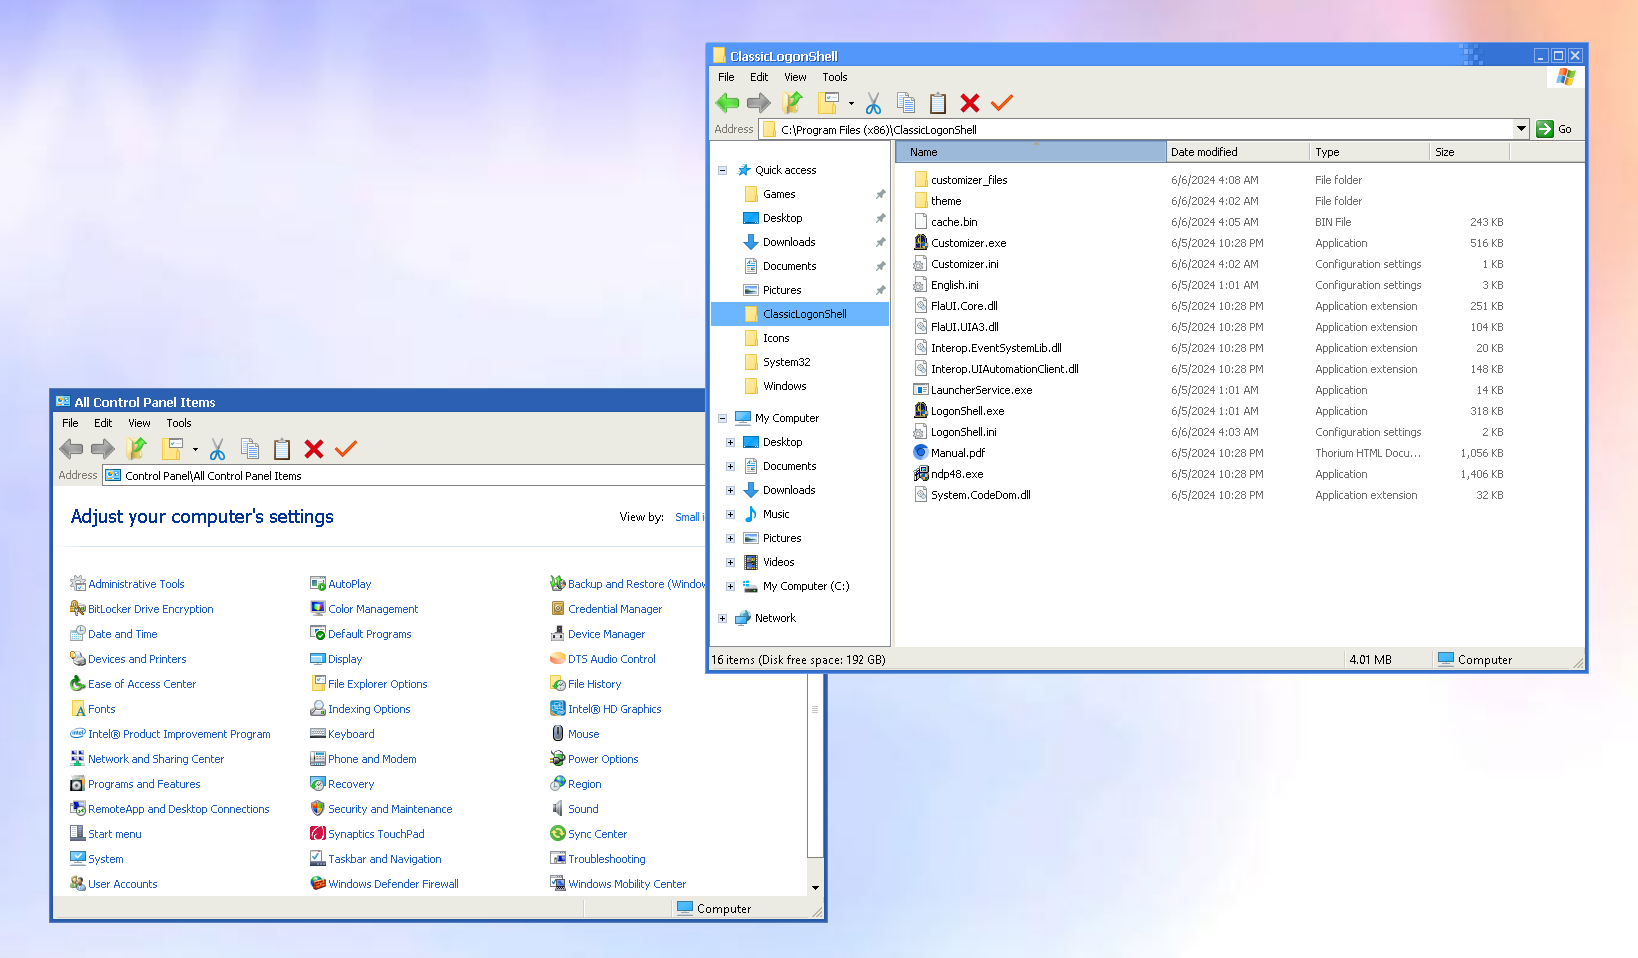 ClassicLogonShell
File Edit View Tools
Address C:\Program Files (x86)\ClassicLogonShell Go
Quick access
Games
Desktop
Downloads
Documents
Pictures
ClassicLogonShell
Icons
System32
Windows
My Computer
Desktop
Documents
Downloads
Music
Pictures
Videos
My Computer (C:)
Network
Name Date modified Type Size
customizer_files 6/6/2024 4:08 AM File folder
theme 6/6/2024 4:02 AM File folder
cache.bin 6/6/2024 4:05 AM BIN File 243 KB
Customizer.exe 6/5/2024 10:28 PM Application 516 KB
Customizer.ini 6/6/2024 4:02 AM Configuration settings 1 KB
English.ini 6/5/2024 1:01 AM Configuration settings 3 KB
FlaUI.Core.dll 6/5/2024 10:28 PM Application extension 251 KB
FlaUI.UIA3.dll 6/5/2024 10:28 PM Application extension 104 KB
Interop.EventSystemLib.dll 6/5/2024 10:28 PM Application extension 20 KB
Interop.UIAutomationClient.dll 6/5/2024 10:28 PM Application extension 148 KB
LauncherService.exe 6/5/2024 1:01 AM Application 14 KB
LogonShell.exe 6/5/2024 1:01 AM Application 318 KB
LogonShell.ini 6/6/2024 4:03 AM Configuration settings 2 KB
Manual.pdf 6/5/2024 10:28 PM Thorium HTML Docu... 1,056 KB
ndp48.exe 6/5/2024 10:28 PM Application 1,406 KB
System.CodeDom.dll 6/5/2024 10:28 PM Application extension 32 KB
16 items (Disk free space: 192 GB) 4.01 MB Computer
All Control Panel Items
File Edit View Tools
Address Control Panel\All Control Panel Items
Adjust your computer's settings View by: Small i
Administrative Tools AutoPlay Backup and Restore (Window
BitLocker Drive Encryption Color Management Credential Manager
Date and Time Default Programs Device Manager
Devices and Printers Display DTS Audio Control
Ease of Access Center File Explorer Options File History
Fonts Indexing Options Intel® HD Graphics
Intel® Product Improvement Program Keyboard Mouse
Network and Sharing Center Phone and Modem Power Options
Programs and Features Recovery Region
RemoteApp and Desktop Connections Security and Maintenance Sound
Start menu Synaptics TouchPad Sync Center
System Taskbar and Navigation Troubleshooting
User Accounts Windows Defender Firewall Windows Mobility Center
Computer